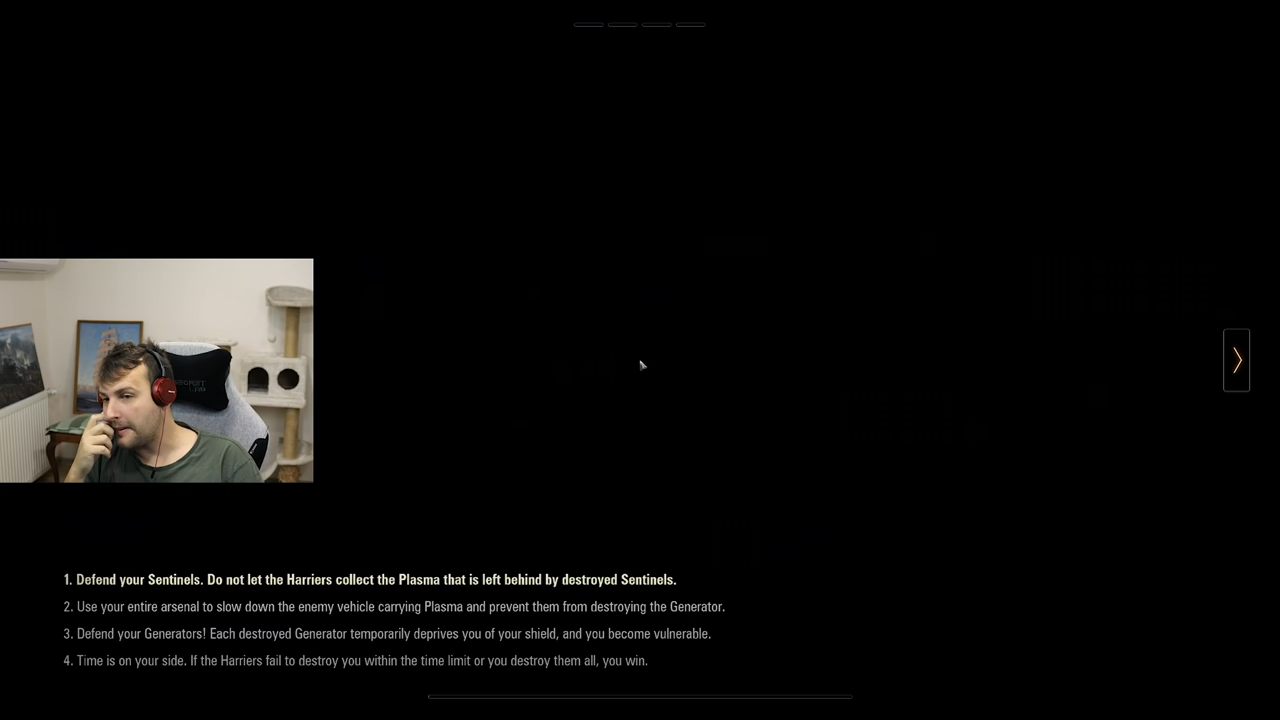 1. Defend your Sentinels. Do not let the Harriers collect the Plasma that is left behind by destroyed Sentinels.
2. Use your entire arsenal to slow down the enemy vehicle carrying Plasma and prevent them from destroying the Generator.
3. Defend your Generators! Each destroyed Generator temporarily deprives you of your shield, and you become vulnerable.
4. Time is on your side. If the Harriers fail to destroy you within the time limit or you destroy them all, you win.